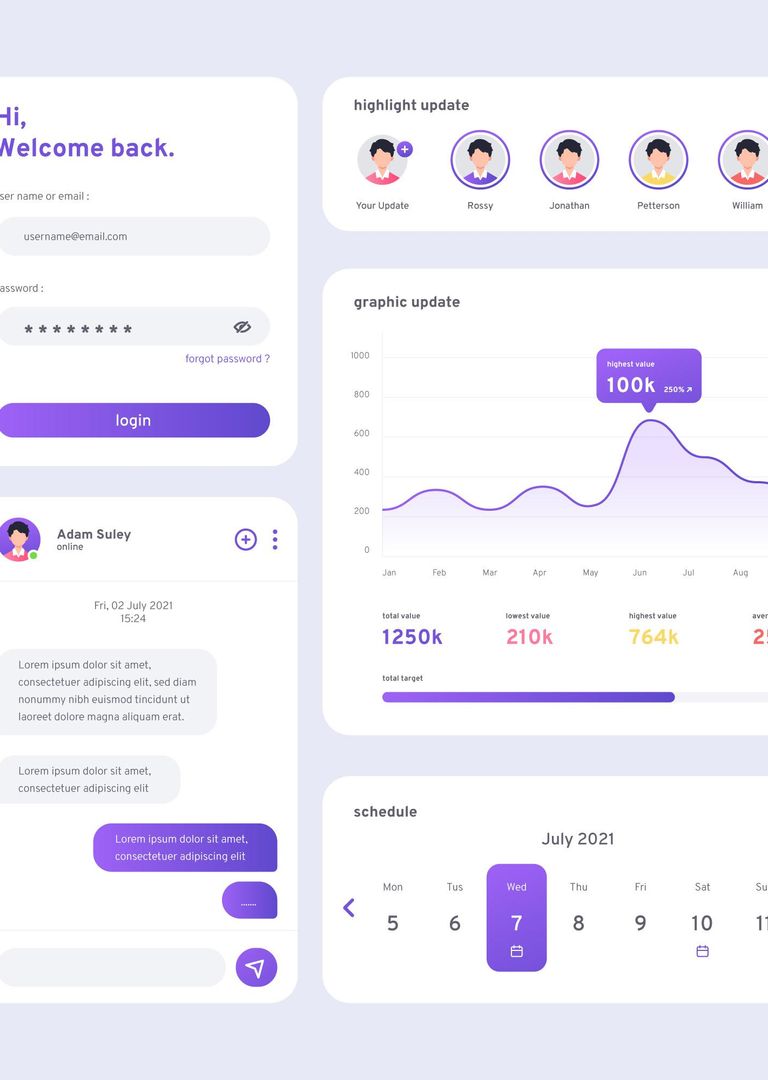 Hi,
Welcome back.
ser name or email :
username@email.com
assword :
********
forgot password ?
login
Adam Suley
online
Fri, 02 July 2021
15:24
Lorem ipsum dolor sit amet,
consectetuer adipiscing elit, sed diam
nonummy nibh euismod tincidunt ut
laoreet dolore magna aliquam erat.
Lorem ipsum dolor sit amet,
consectetuer adipiscing elit
Lorem ipsum dolor sit amet,
consectetuer adipiscing elit
.......
highlight update
Your Update
Rossy
Jonathan
Petterson
William
graphic update
1000
800
600
400
200
0
highest value
100k 250%
Jan Feb Mar Apr May Jun Jul Aug
total value
1250k
lowest value
210k
highest value
764k
aver
total target
schedule
July 2021
Mon Tus Wed Thu Fri Sat Su
5 6 7 8 9 10 11